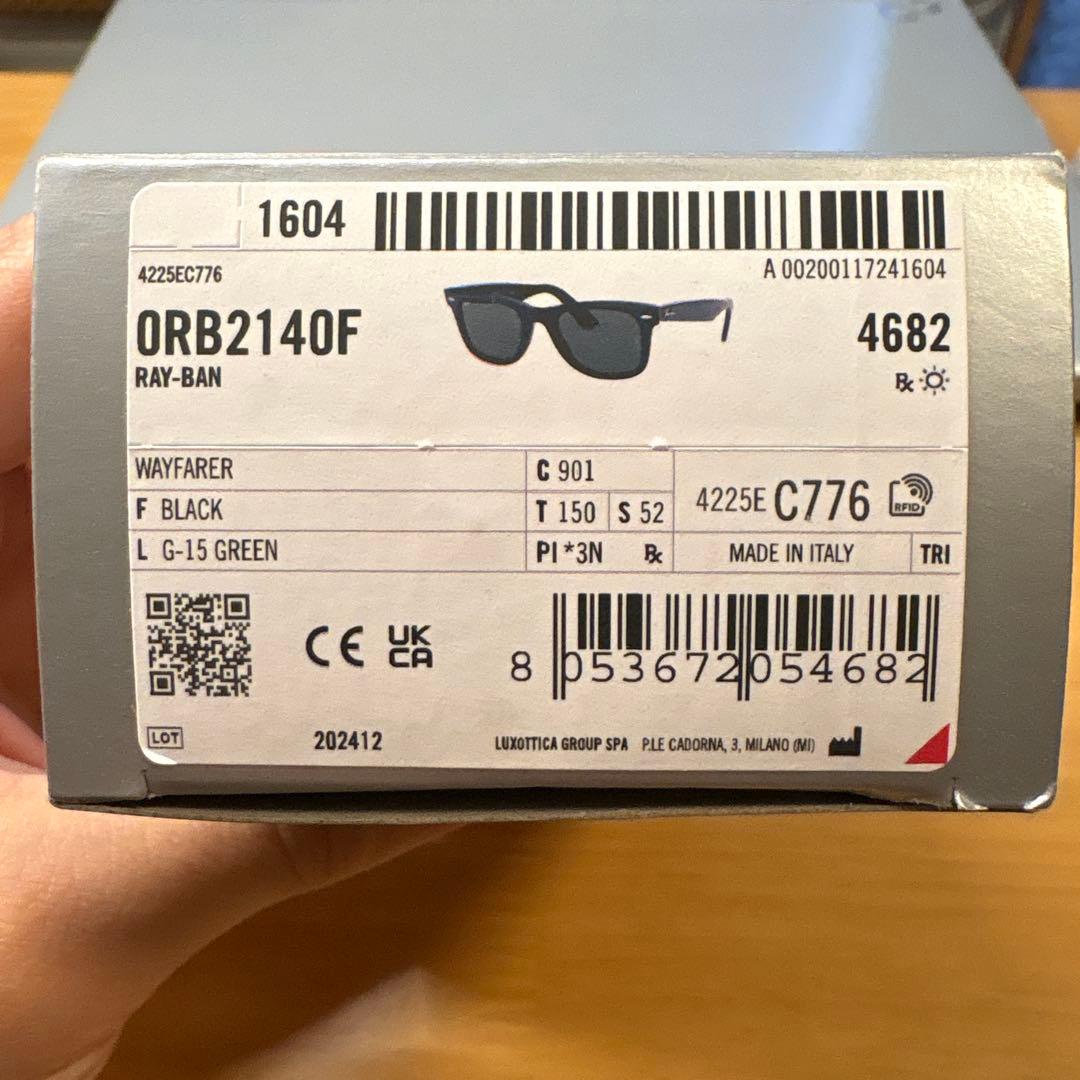 1604
A 00200117241604
4225EC776
0RB2140F
4682
RAY-BAN
Rx
WAYFARER
C 901
F BLACK
T 150
S 52
4225E C776
RFID
L G-15 GREEN
PI *3N
Rx
MADE IN ITALY
TRI
CE
UK
CA
8 053672 054682
LOT
202412
LUXOTTICA GROUP SPA P.LE CADORNA, 3, MILANO (MI)